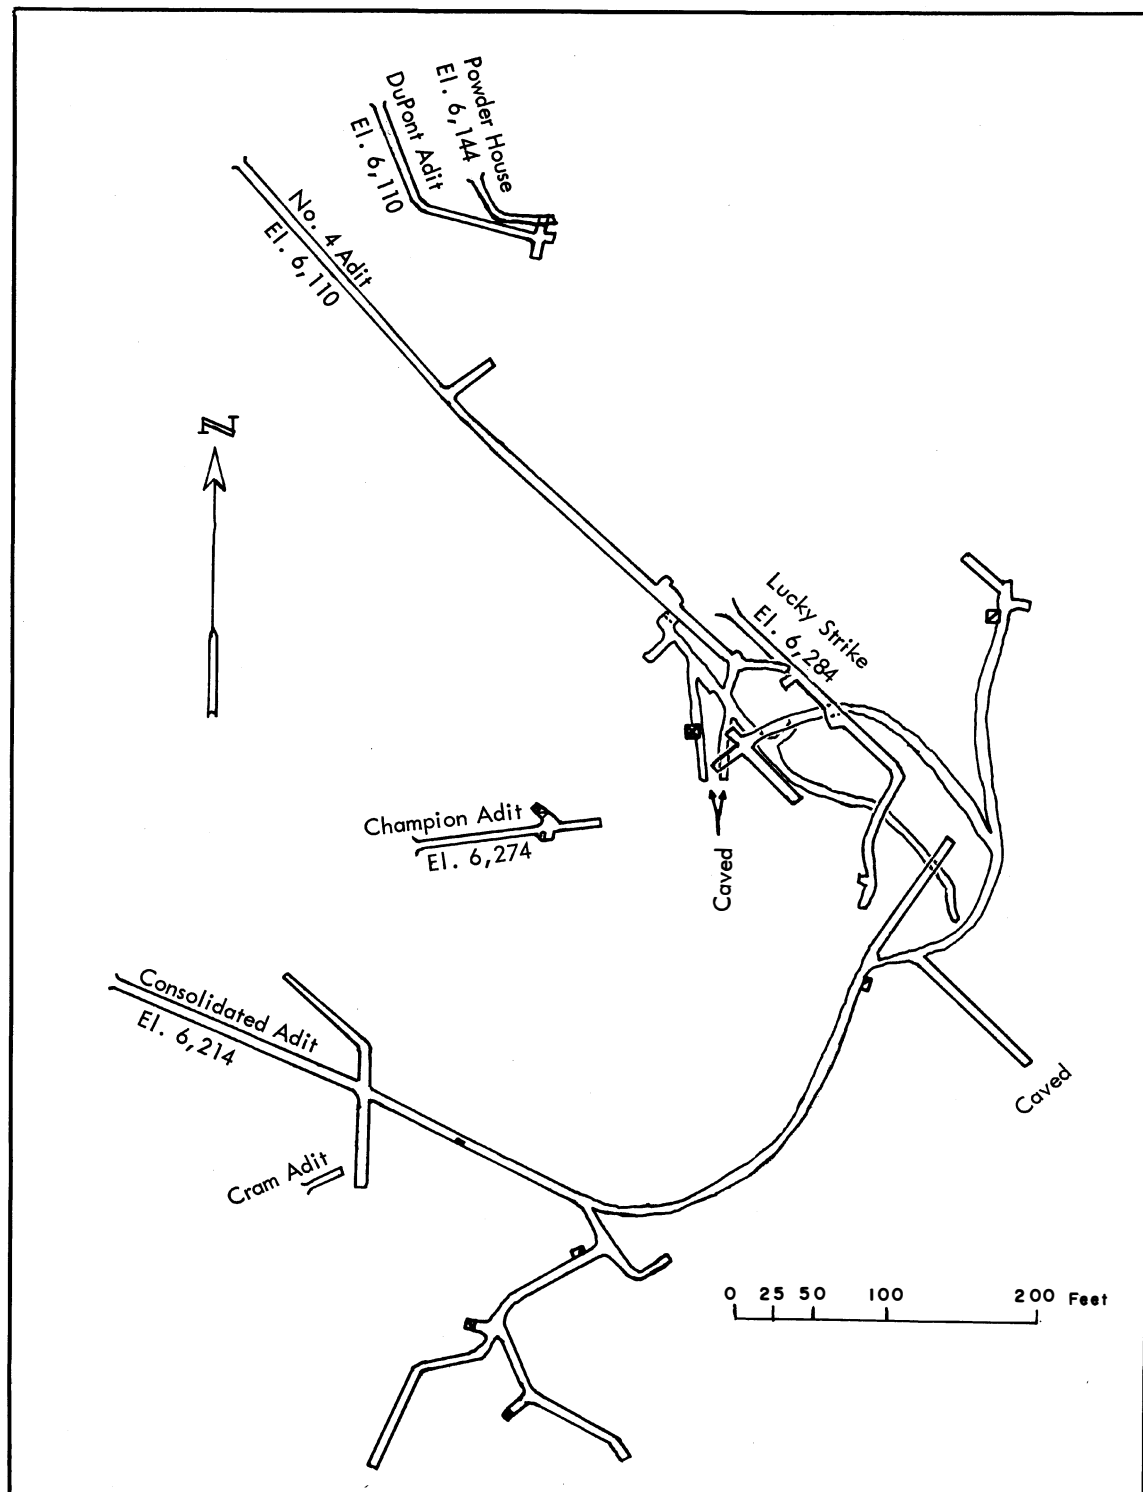 Powder House
El. 6,144
DuPont Adit
El. 6,110
No. 4 Adit
El. 6,110
N
Lucky Strike
El. 6,284
Champion Adit
El. 6,274
Caved
Consolidated Adit
El. 6,214
Caved
Cram Adit
0 25 50 100 200 Feet